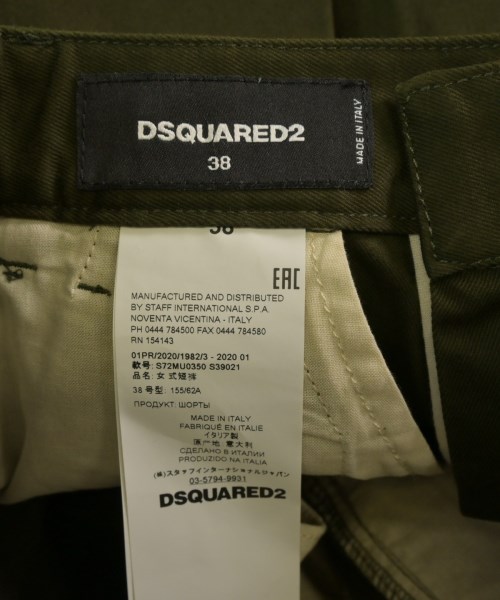 DSQUARED2
38
MADE IN ITALY
38
EAC
MANUFACTURED AND DISTRIBUTED
BY STAFF INTERNATIONAL S.P.A.
NOVENTA VICENTINA - ITALY
PH 0444 784500 FAX 0444 784580
RN 154143
01PR/2020/1982/3 - 2020 01
款号: S72MU0350 S39021
品名: 女式短裤
38 号型: 155/62A
ПРОДУКТ: ШОРТЫ
MADE IN ITALY
FABRIQUÉ EN ITALIE
イタリア製
原产地: 意大利
СДЕЛАНО В ИТАЛИИ
PRODUZIDO NA ITALIA
(株)スタッフインターナショナルジャパン
03-5794-9931
DSQUARED2